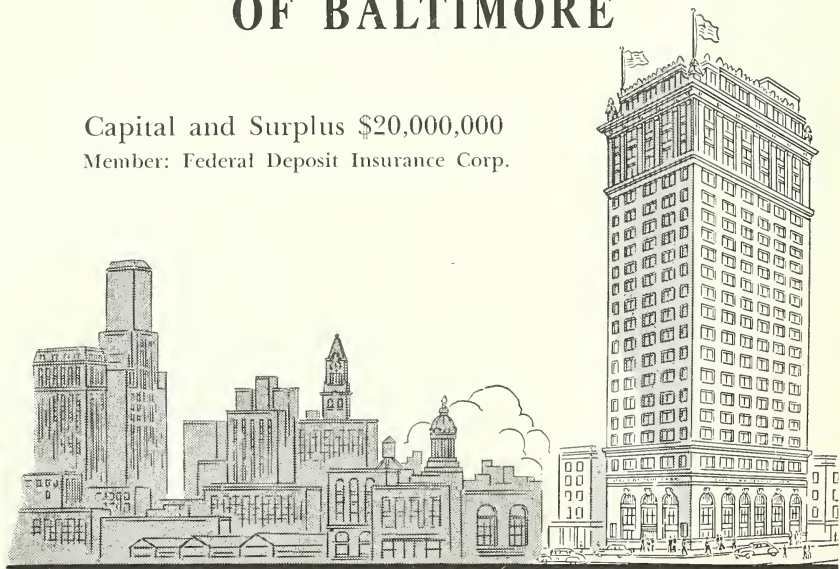 OF BALTIMORE
Capital and Surplus $20,000,000
Member: Federal Deposit Insurance Corp.